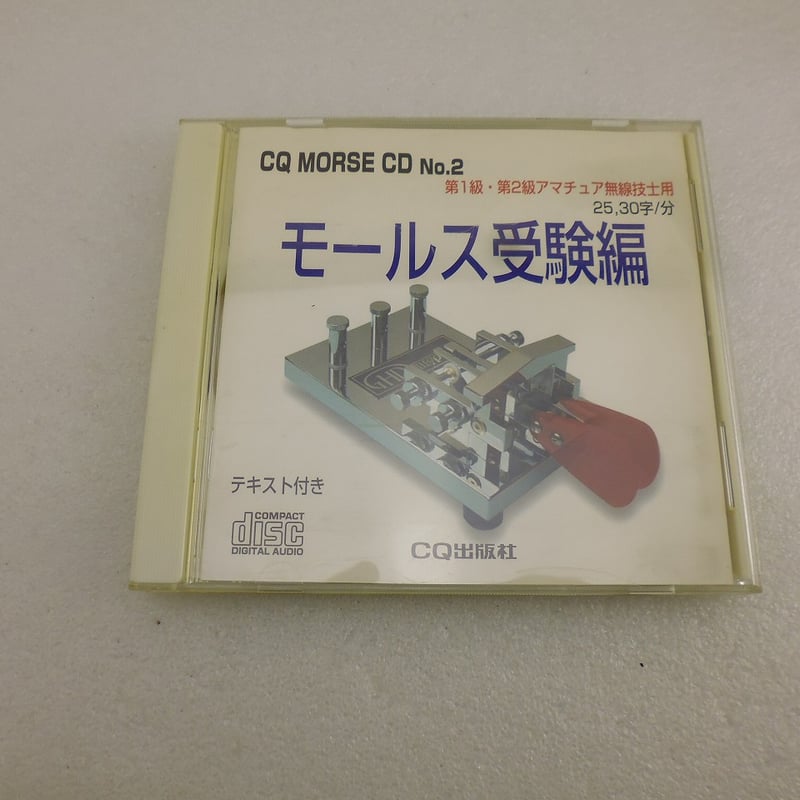 CQ MORSE CD No.2
第1級・第2級アマチュア無線技士用
25,30字/分
モールス受験編
GHD
テキスト付き
COMPACT
disc
DIGITAL AUDIO
CQ出版社